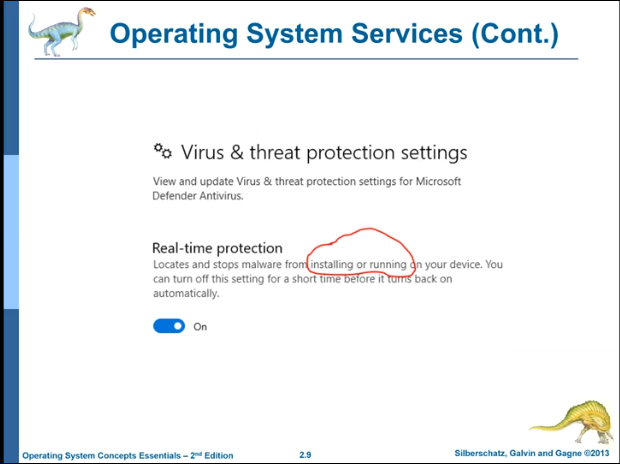 Operating System Services (Cont.)
Virus & threat protection settings
View and update Virus & threat protection settings for Microsoft
Defender Antivirus.
Real-time protection
Locates and stops malware from installing or running on your device. You
can turn off this setting for a short time before it turns back on
automatically.
On
Operating System Concepts Essentials – 2nd Edition
2.9
Silberschatz, Galvin and Gagne ©2013